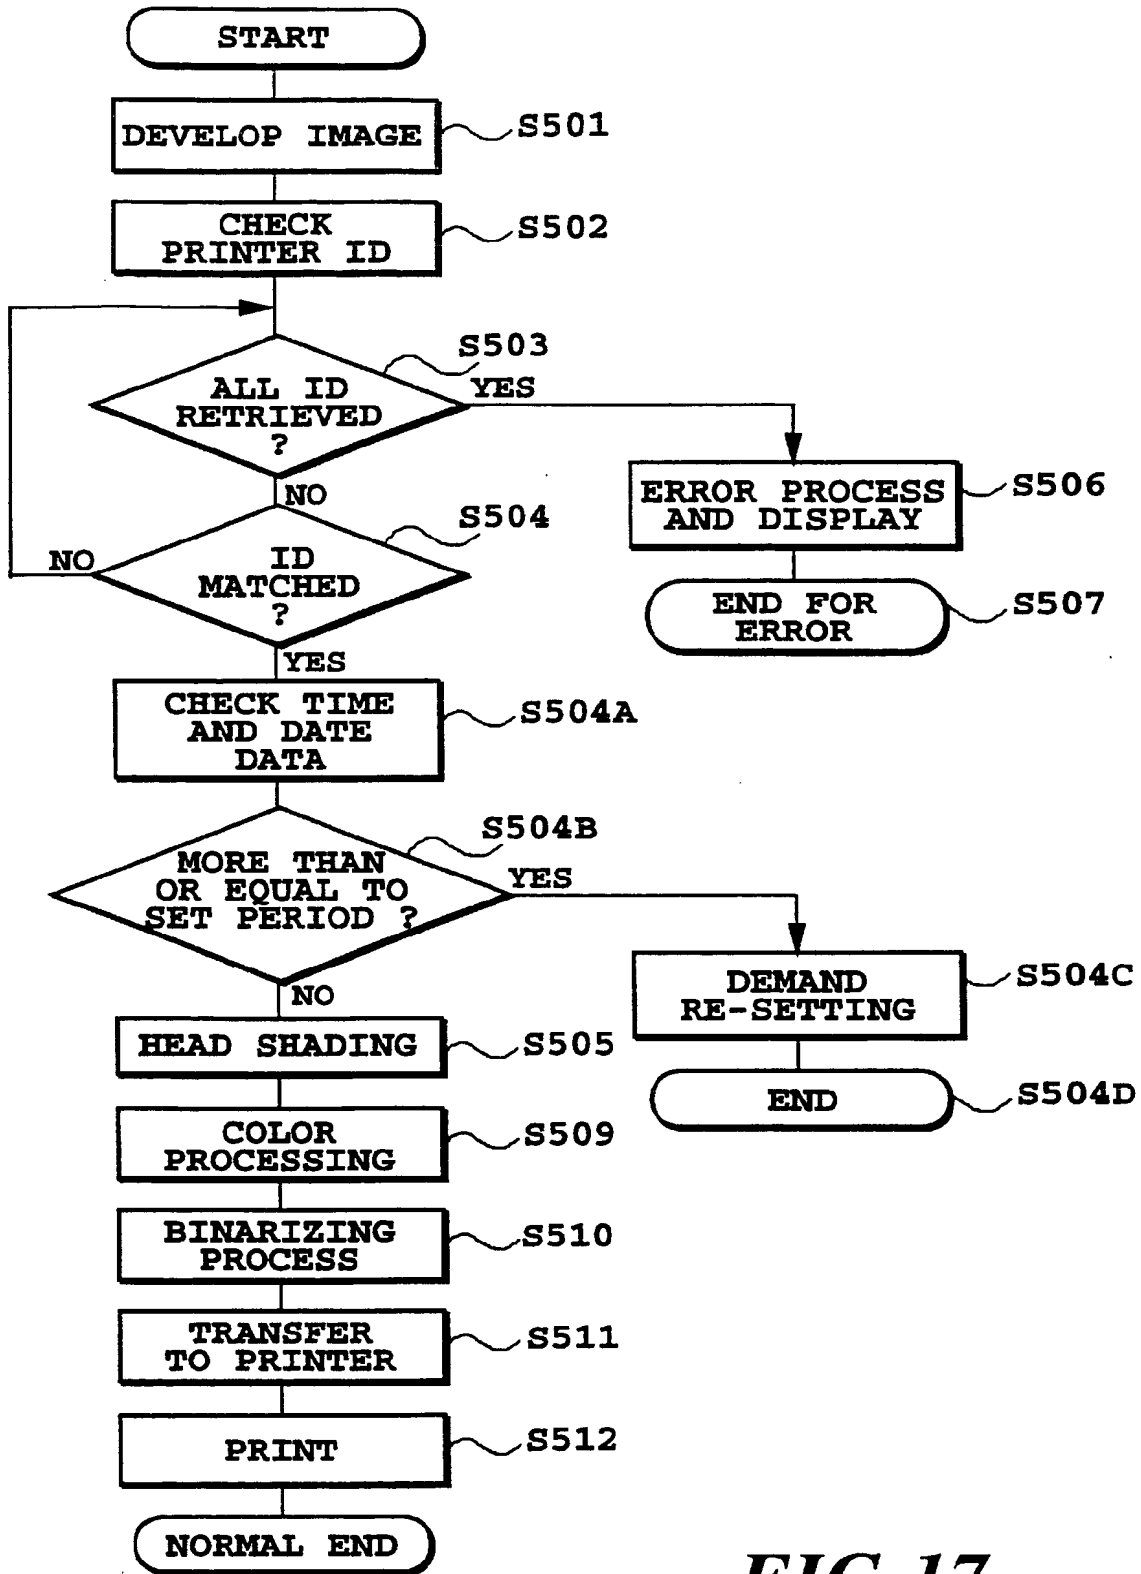 START
DEVELOP IMAGE
S501
CHECK
PRINTER ID
S502
S503
ALL ID
RETRIEVED
?
YES
NO
ERROR PROCESS
AND DISPLAY
S506
END FOR
ERROR
S507
S504
ID
MATCHED
?
NO
YES
CHECK TIME
AND DATE
DATA
S504A
S504B
MORE THAN
OR EQUAL TO
SET PERIOD ?
YES
NO
DEMAND
RE-SETTING
S504C
END
S504D
HEAD SHADING
S505
COLOR
PROCESSING
S509
BINARIZING
PROCESS
S510
TRANSFER
TO PRINTER
S511
PRINT
S512
NORMAL END
FIG. 17